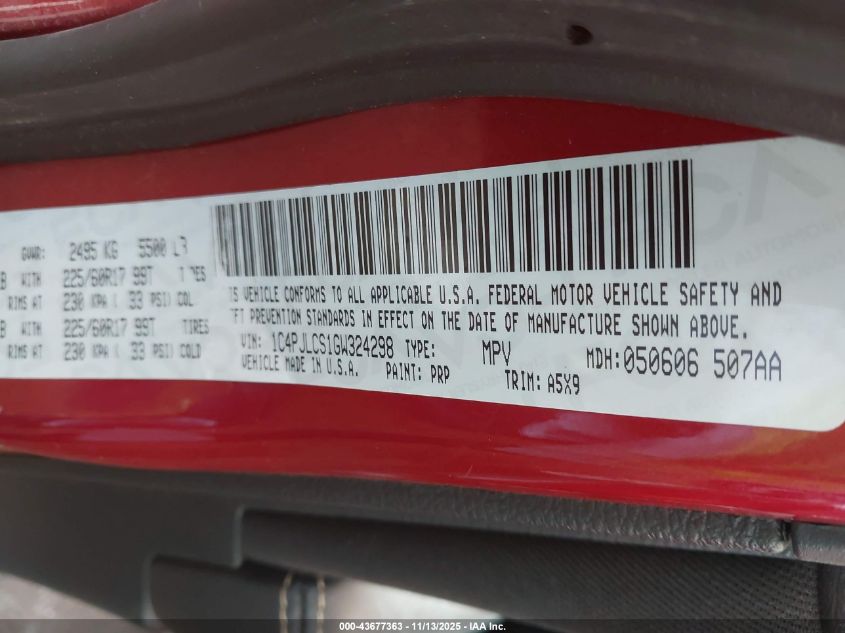 GVWR: 2495 KG 5500 LB
B WITH 225/60R17 99T TIRES
RIMS AT 230 KPA ( 33 PSI) COLD
B WITH 225/60R17 99T TIRES
RIMS AT 230 KPA ( 33 PSI) COLD
IS VEHICLE CONFORMS TO ALL APPLICABLE U.S.A. FEDERAL MOTOR VEHICLE SAFETY AND
EFT PREVENTION STANDARDS IN EFFECT ON THE DATE OF MANUFACTURE SHOWN ABOVE.
VIN: 1C4PJLCS1GW324298 TYPE: MPV MDH:050606 507AA
VEHICLE MADE IN U.S.A. PAINT: PRP TRIM: A5X9
000-43677363 - 11/13/2025 - IAA Inc.